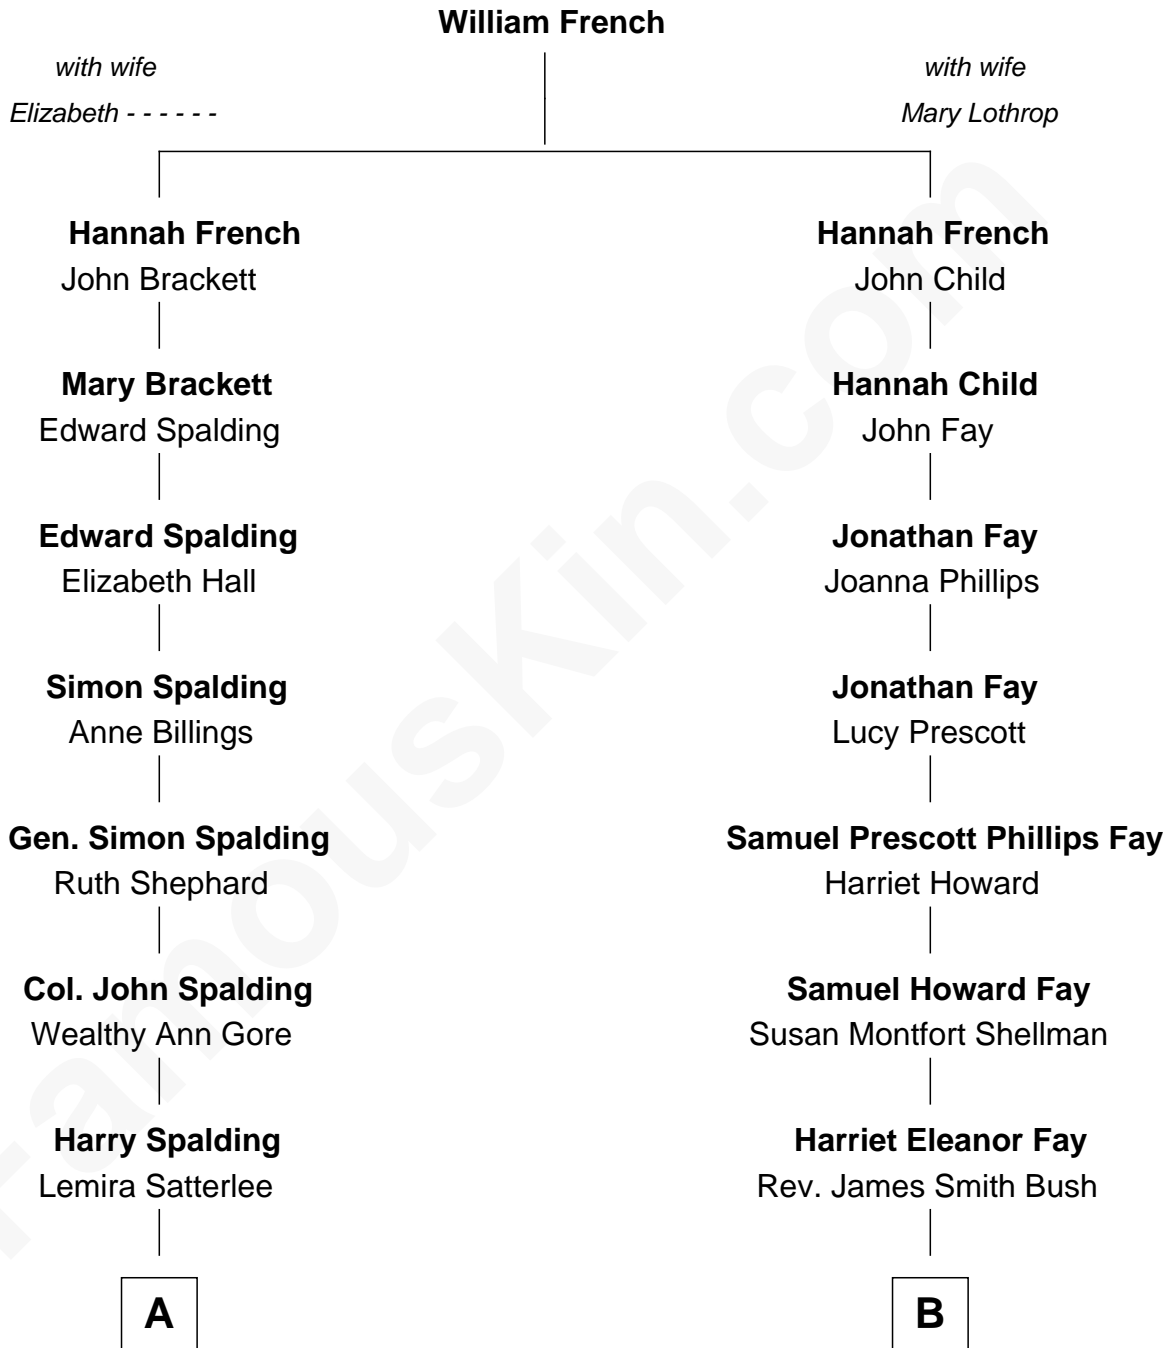 William French
with wife
Elizabeth - - - - - -
with wife
Mary Lothrop
Hannah French
John Brackett
Hannah French
John Child
Mary Brackett
Edward Spalding
Hannah Child
John Fay
Edward Spalding
Elizabeth Hall
Jonathan Fay
Joanna Phillips
Simon Spalding
Anne Billings
Jonathan Fay
Lucy Prescott
Gen. Simon Spalding
Ruth Shephard
Samuel Prescott Phillips Fay
Harriet Howard
Col. John Spalding
Wealthy Ann Gore
Samuel Howard Fay
Susan Montfort Shellman
Harry Spalding
Lemira Satterlee
Harriet Eleanor Fay
Rev. James Smith Bush
A
B
FamousKin.com